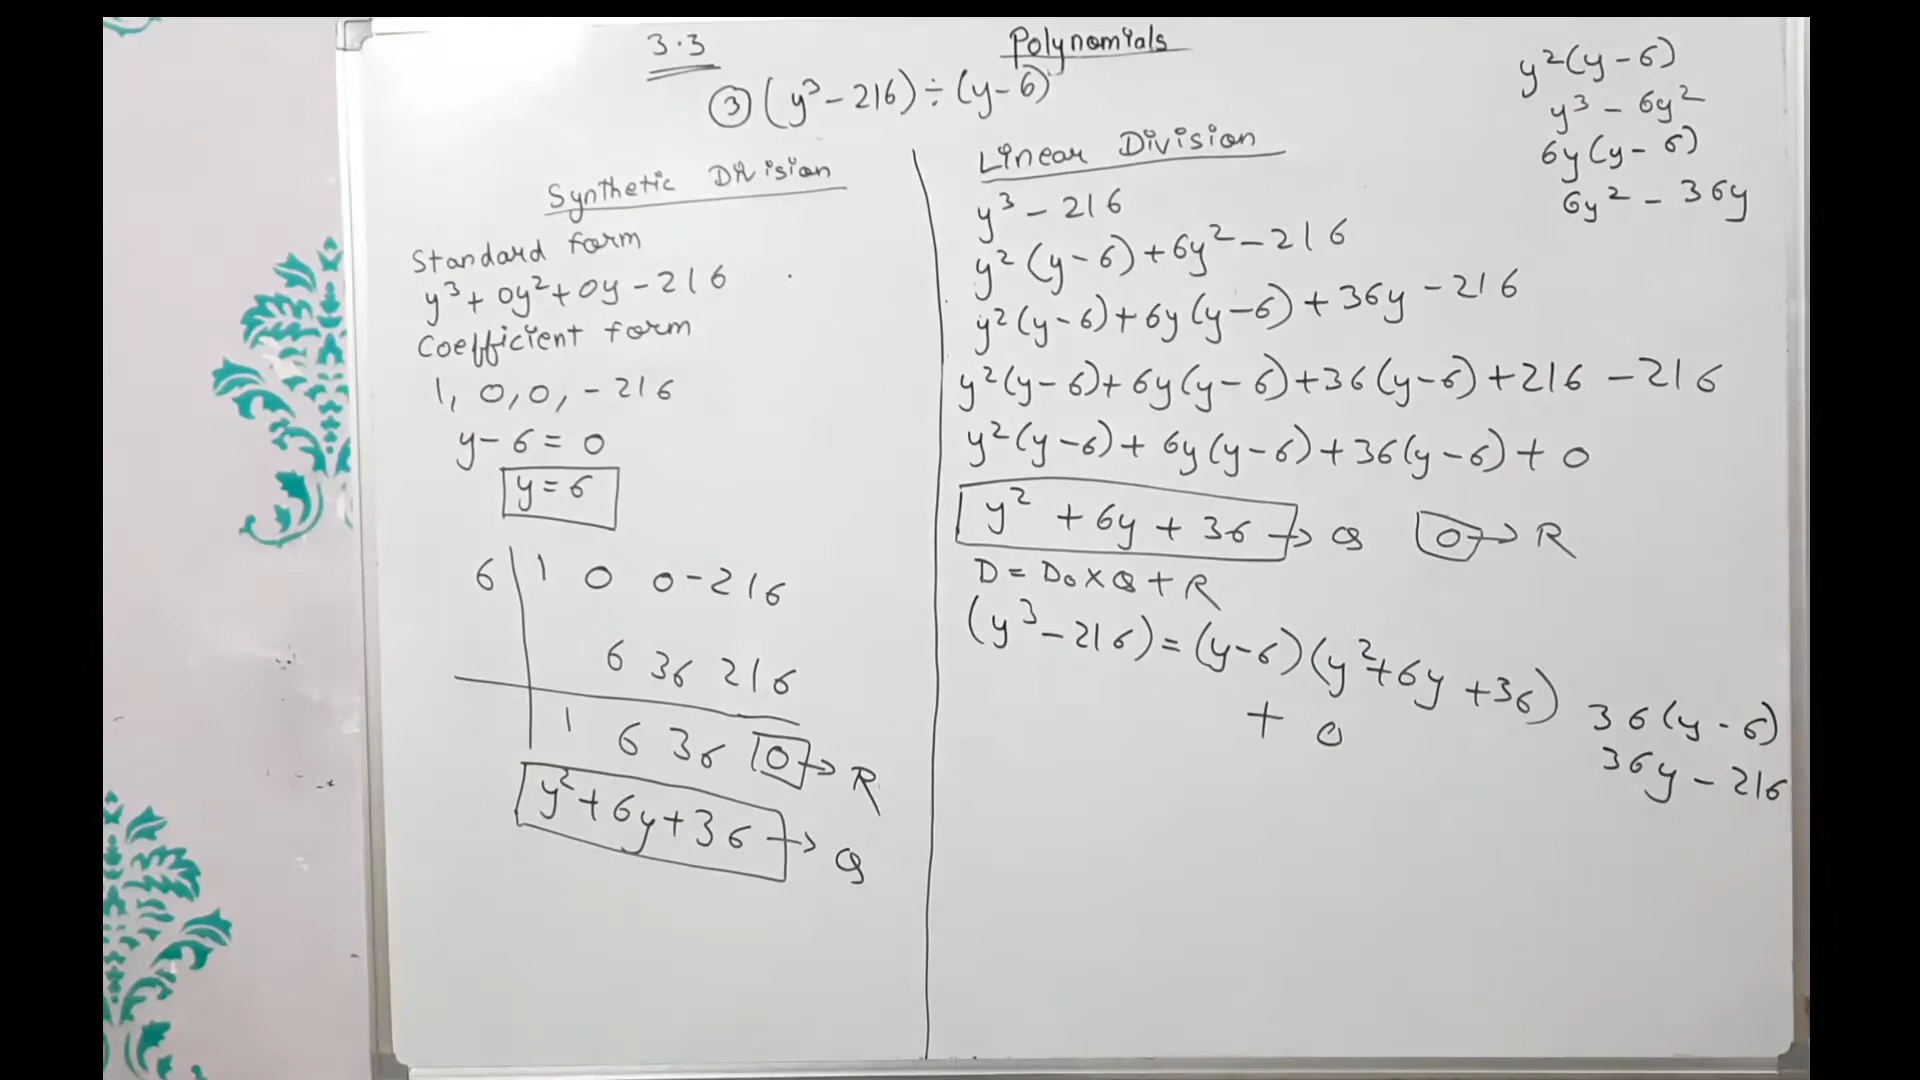 3.3
Polynomials
③ (y³ - 216) ÷ (y - 6)
Synthetic Division
Standard form
y³ + 0y² + 0y - 216
Coefficient form
1, 0, 0, - 216
y - 6 = 0
y = 6
6 | 1 0 0 - 216
6 36 216
1 6 36 0 → R
y² + 6y + 36 → Q
Linear Division
y³ - 216
y² (y - 6) + 6y² - 216
y² (y - 6) + 6y (y - 6) + 36y - 216
y² (y - 6) + 6y (y - 6) + 36 (y - 6) + 216 - 216
y² (y - 6) + 6y (y - 6) + 36 (y - 6) + 0
y² + 6y + 36 → Q 0 → R
D = D₀ × Q + R
(y³ - 216) = (y - 6) (y² + 6y + 36)
+ 0
y² (y - 6)
y³ - 6y²
6y (y - 6)
6y² - 36y
36 (y - 6)
36y - 216